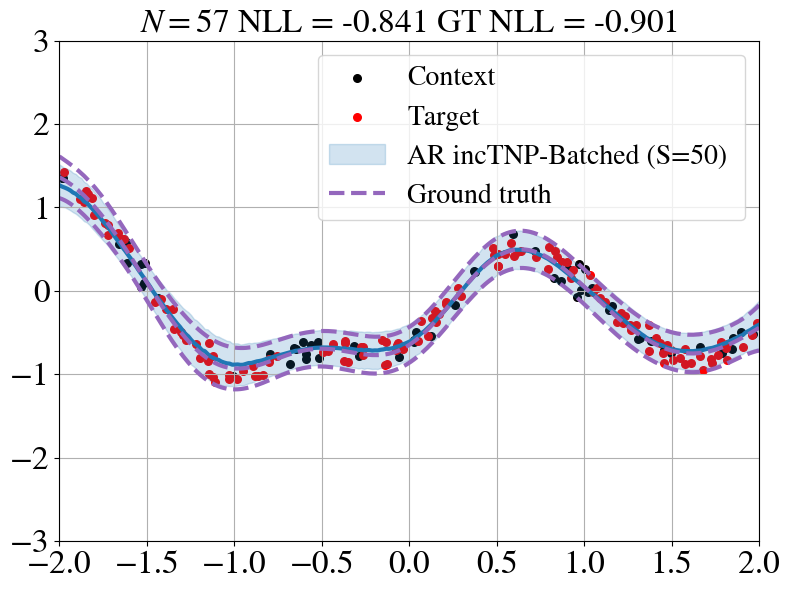 N = 57 NLL = -0.841 GT NLL = -0.901
3
2
1
0
−1
−2
−3
Context
Target
AR incTNP-Batched (S=50)
Ground truth
−2.0 −1.5 −1.0 −0.5 0.0 0.5 1.0 1.5 2.0